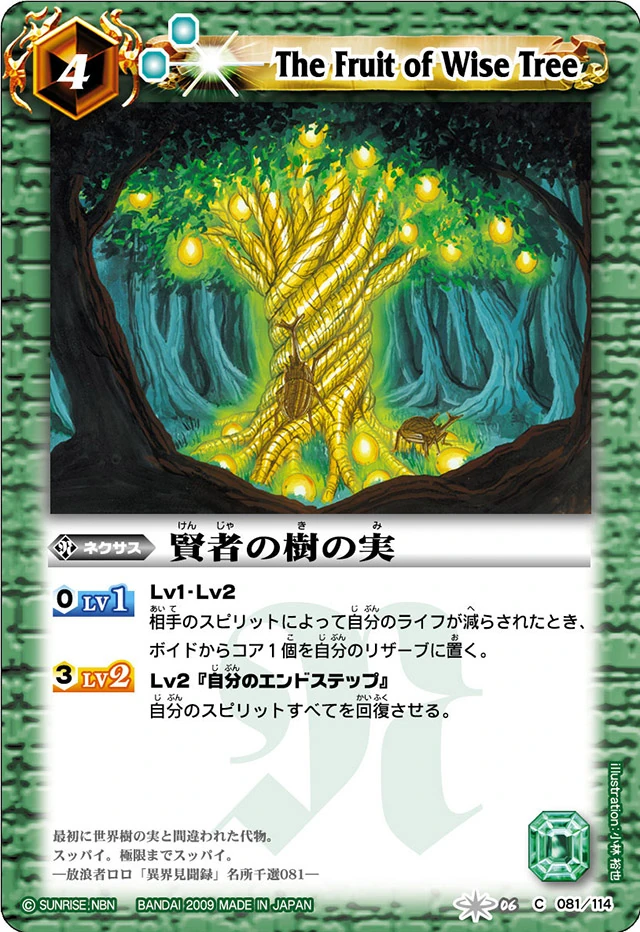 4
The Fruit of Wise Tree
ネクサス
賢者の樹の実
けんじゃのきのみ
0 LV1
Lv1・Lv2
相手のスピリットによって自分のライフが減らされたとき、
ボイドからコア1個を自分のリザーブに置く。
3 LV2
Lv2『自分のエンドステップ』
自分のスピリットすべてを回復させる。
最初に世界樹の実と間違われた代物。
スッパイ。極限までスッパイ。
―放浪者ロロ「異界見聞録」名所千選081―
illustration:小林 裕也
© SUNRISE,NBN BANDAI 2009 MADE IN JAPAN
06 C 081/114